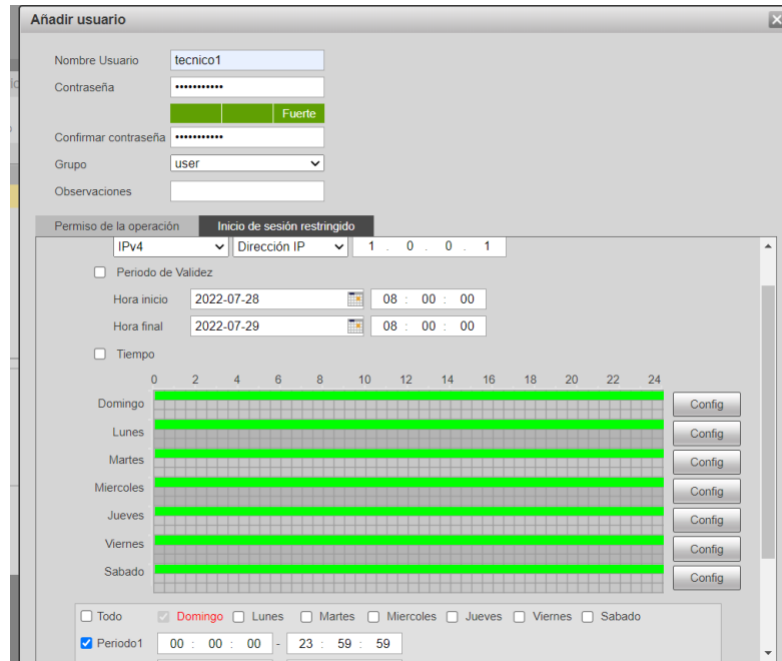 Añadir usuario
Nombre Usuario tecnico1
Contraseña •••••••••••
Fuerte
Confirmar contraseña •••••••••••
Grupo user
Observaciones
Permiso de la operación Inicio de sesión restringido
IPv4 Dirección IP 1 . 0 . 0 . 1
Periodo de Validez
Hora inicio 2022-07-28 08 : 00 : 00
Hora final 2022-07-29 08 : 00 : 00
Tiempo
0 2 4 6 8 10 12 14 16 18 20 22 24
Domingo Config
Lunes Config
Martes Config
Miercoles Config
Jueves Config
Viernes Config
Sabado Config
Todo Domingo Lunes Martes Miercoles Jueves Viernes Sabado
Periodo1 00 : 00 : 00 - 23 : 59 : 59